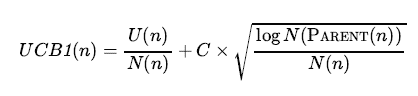 UCB1(n) = U(n) / N(n) + C × √(log N(PARENT(n)) / N(n))